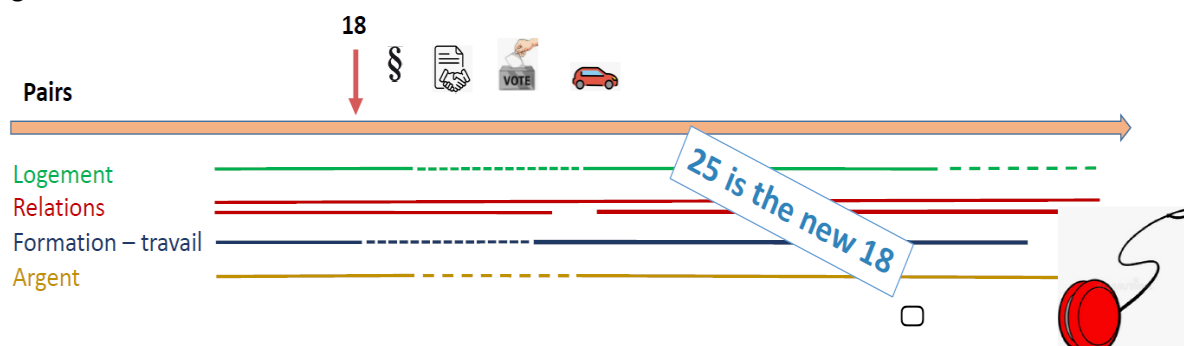 18
§
VOTE
Pairs
25 is the new 18
Logement
Relations
Formation – travail
Argent